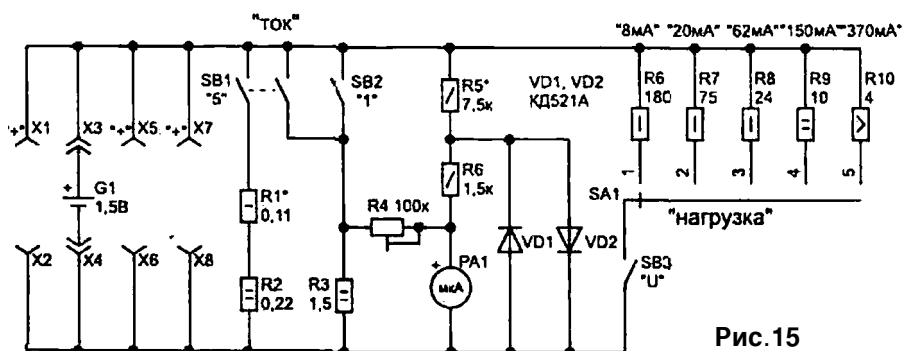 "ТОК"
"8мА" "20мА" "62мА" "150мА" "370мА"
SB1
"5"
SB2
"1"
R5*
7,5к
VD1, VD2
КД521А
R6
180
R7
75
R8
24
R9
10
R10
4
"+" X1
X3
"+" X5
"+" X7
+
G1
1,5В
R1*
0,11
R4 100к
R6
1,5к
1
2
3
4
5
SA1
"нагрузка"
X2
X4
X6
X8
R2
0,22
R3
1,5
+
PA1
мкА
VD1
VD2
SB3
"U"
Рис.15